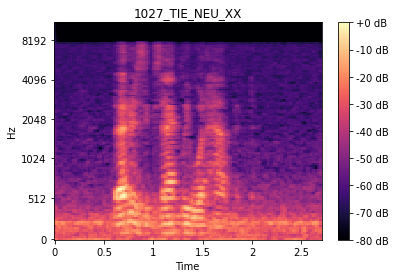 1027_TIE_NEU_XX
+0 dB
8192
-10 dB
4096
-20 dB
-30 dB
2048
Hz
-40 dB
1024
-50 dB
512
-60 dB
-70 dB
0
-80 dB
0 0.5 1 1.5 2 2.5
Time